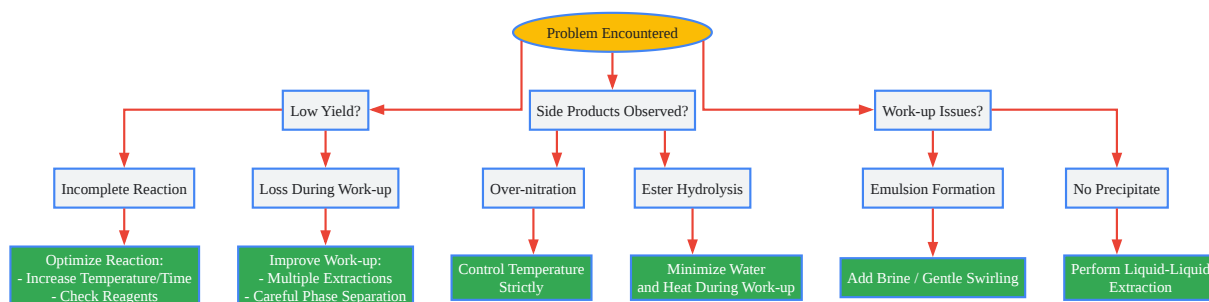 Problem Encountered
Low Yield?
Side Products Observed?
Work-up Issues?
Incomplete Reaction
Loss During Work-up
Over-nitration
Ester Hydrolysis
Emulsion Formation
No Precipitate
Optimize Reaction:
- Increase Temperature/Time
- Check Reagents
Improve Work-up:
- Multiple Extractions
- Careful Phase Separation
Control Temperature
Strictly
Minimize Water
and Heat During Work-up
Add Brine / Gentle Swirling
Perform Liquid-Liquid
Extraction